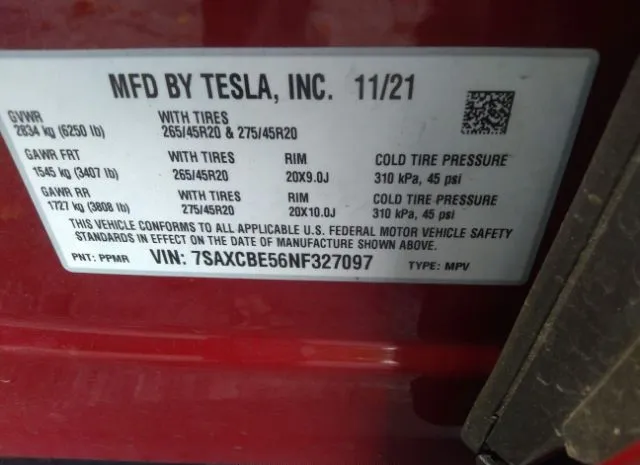 MFD BY TESLA, INC. 11/21
GVWR WITH TIRES
2834 kg (6250 lb) 265/45R20 & 275/45R20
GAWR FRT WITH TIRES RIM COLD TIRE PRESSURE
1545 kg (3407 lb) 265/45R20 20X9.0J 310 kPa, 45 psi
GAWR RR WITH TIRES RIM COLD TIRE PRESSURE
1727 kg (3808 lb) 275/45R20 20X10.0J 310 kPa, 45 psi
THIS VEHICLE CONFORMS TO ALL APPLICABLE U.S. FEDERAL MOTOR VEHICLE SAFETY
STANDARDS IN EFFECT ON THE DATE OF MANUFACTURE SHOWN ABOVE.
PNT: PPMR VIN: 7SAXCBE56NF327097 TYPE: MPV